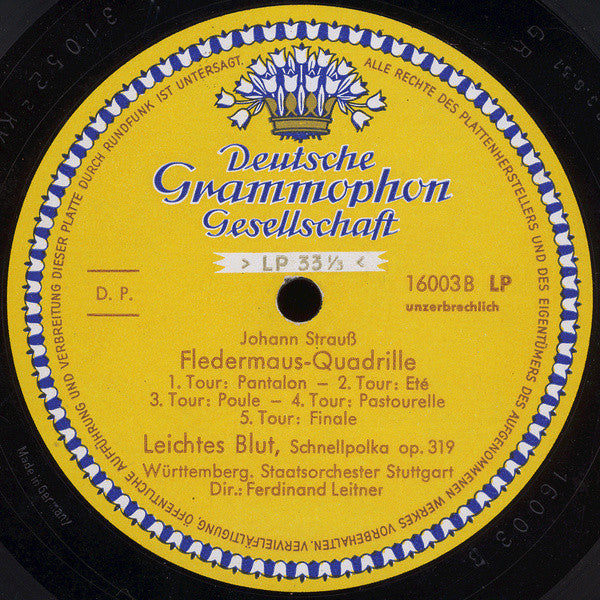 Deutsche
Grammophon
Gesellschaft
> LP 33 1/3 <
D. P.
16003 B LP
unzerbrechlich
Johann Strauß
Fledermaus-Quadrille
1. Tour: Pantalon – 2. Tour: Eté
3. Tour: Poule – 4. Tour: Pastourelle
5. Tour: Finale
Leichtes Blut, Schnellpolka op. 319
Württemberg. Staatsorchester Stuttgart
Dir.: Ferdinand Leitner
ALLE RECHTE DES PLATTENHERSTELLERS UND DES EIGENTÜMERS DES AUFGENOMMENEN WERKES VORBEHALTEN. VERVIELFÄLTIGUNG, ÖFFENTLICHE AUFFÜHRUNG UND VERBREITUNG DIESER PLATTE DURCH RUNDFUNK IST UNTERSAGT.
Made in Germany
16003 B